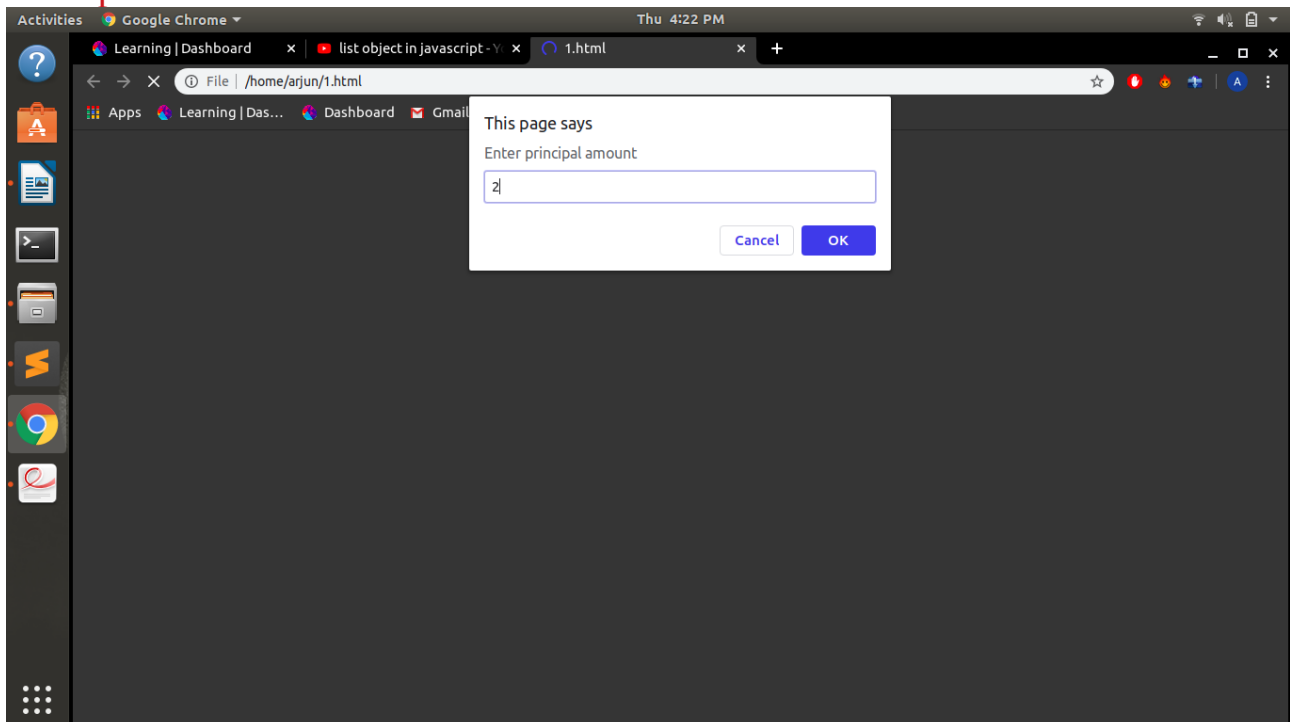 Activities Google Chrome Thu 4:22 PM
Learning | Dashboard list object in javascript - Yo 1.html
File | /home/arjun/1.html A
Apps Learning | Das... Dashboard Gmail
This page says
Enter principal amount
2
Cancel OK